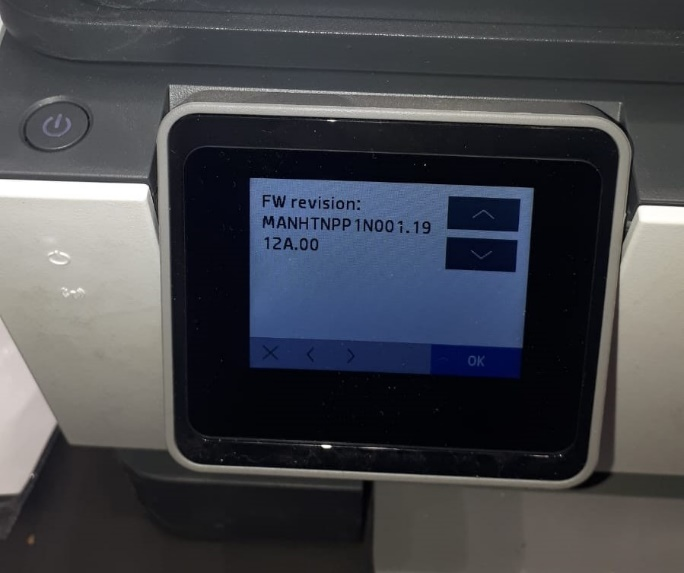 FW revision:
MANHTNPP1N001.19
12A.00
OK